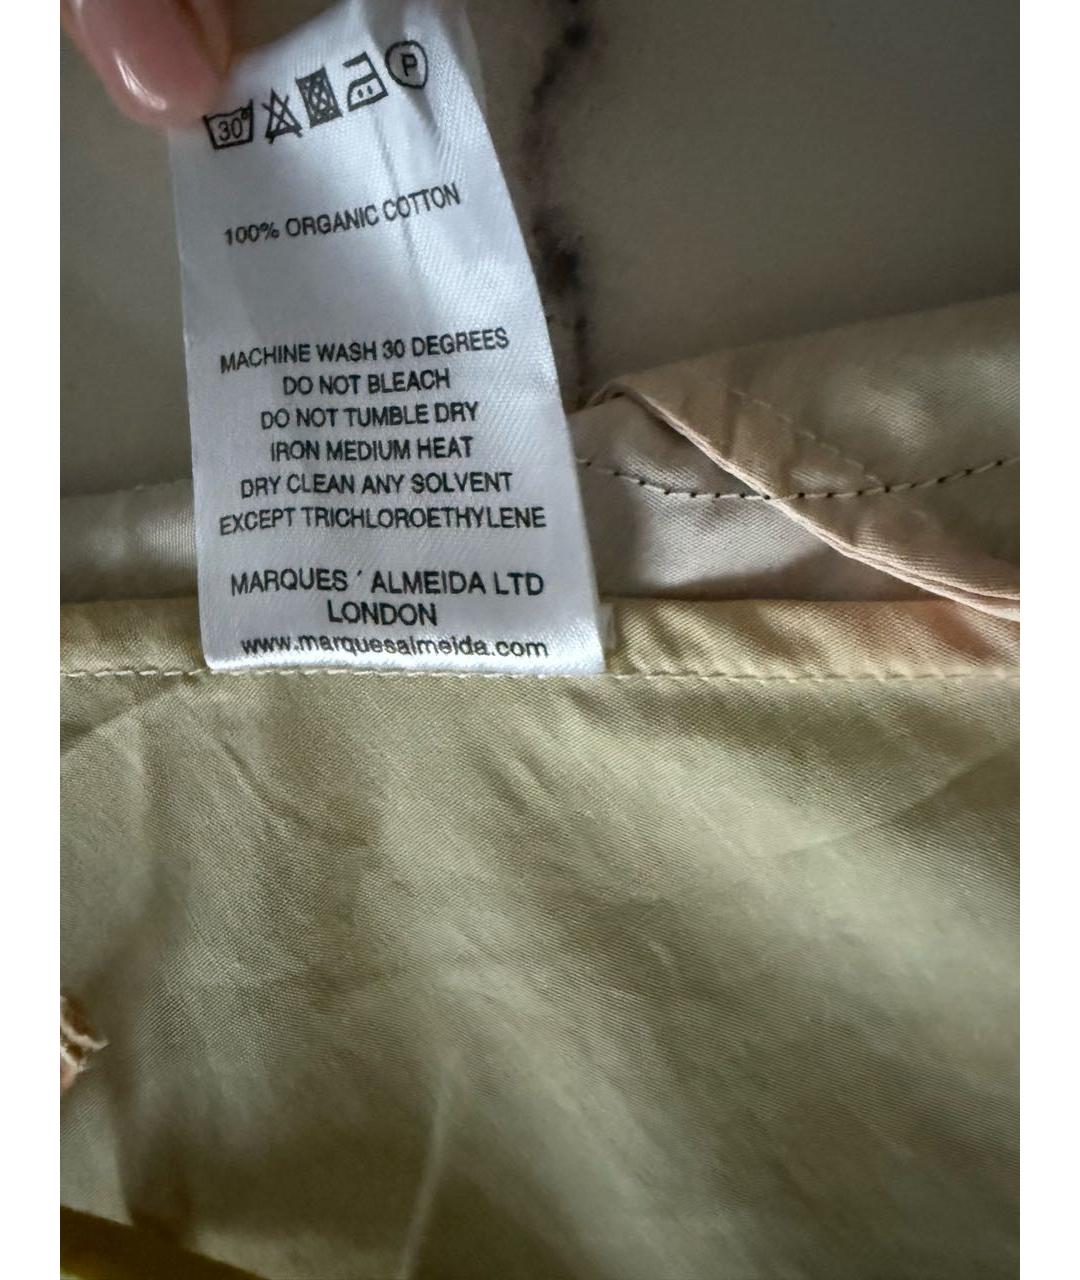 30° P
100% ORGANIC COTTON
MACHINE WASH 30 DEGREES
DO NOT BLEACH
DO NOT TUMBLE DRY
IRON MEDIUM HEAT
DRY CLEAN ANY SOLVENT
EXCEPT TRICHLOROETHYLENE
MARQUES ´ ALMEIDA LTD
LONDON
www.marquesalmeida.com